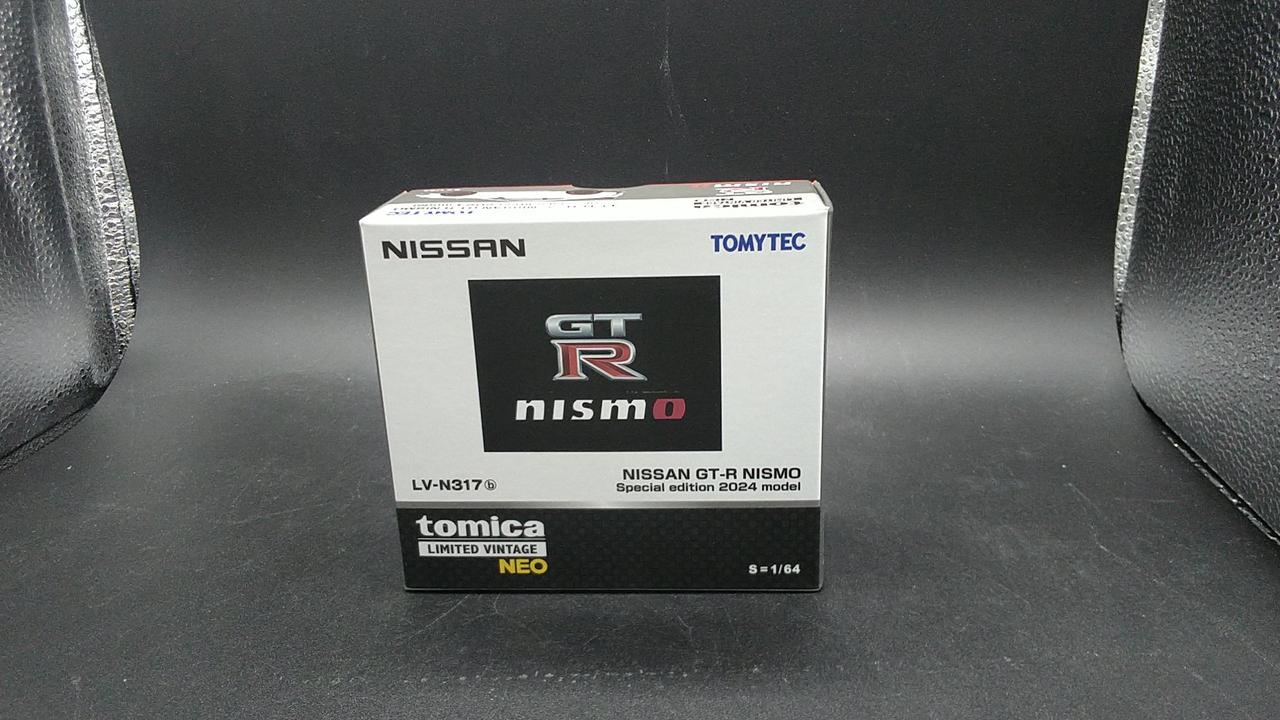 NISSAN
TOMYTEC
GT
R
nismo
LV-N317ⓑ
NISSAN GT-R NISMO
Special edition 2024 model
tomica
LIMITED VINTAGE
NEO
S=1/64